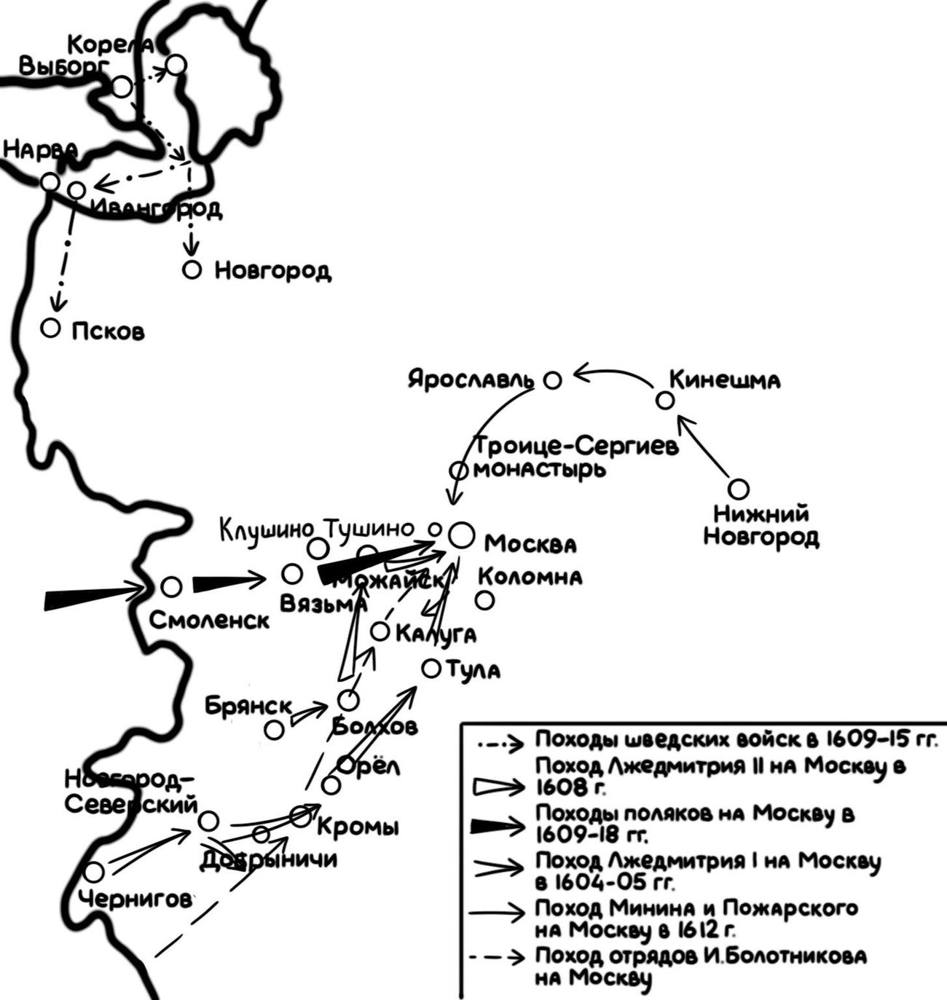 Корела
Выборг
Нарва
Ивангород
Новгород
Псков
Ярославль
Кинешма
Троице-Сергиев
монастырь
Нижний
Новгород
Клушино
Тушино
Москва
Можайск
Коломна
Вязьма
Смоленск
Калуга
Тула
Брянск
Болхов
Орёл
Новгород-
Северский
Кромы
Добрыничи
Чернигов
Походы шведских войск в 1609-15 гг.
Поход Лжедмитрия II на Москву в
1608 г.
Походы поляков на Москву в
1609-18 гг.
Поход Лжедмитрия I на Москву
в 1604-05 гг.
Поход Минина и Пожарского
на Москву в 1612 г.
Поход отрядов И.Болотникова
на Москву